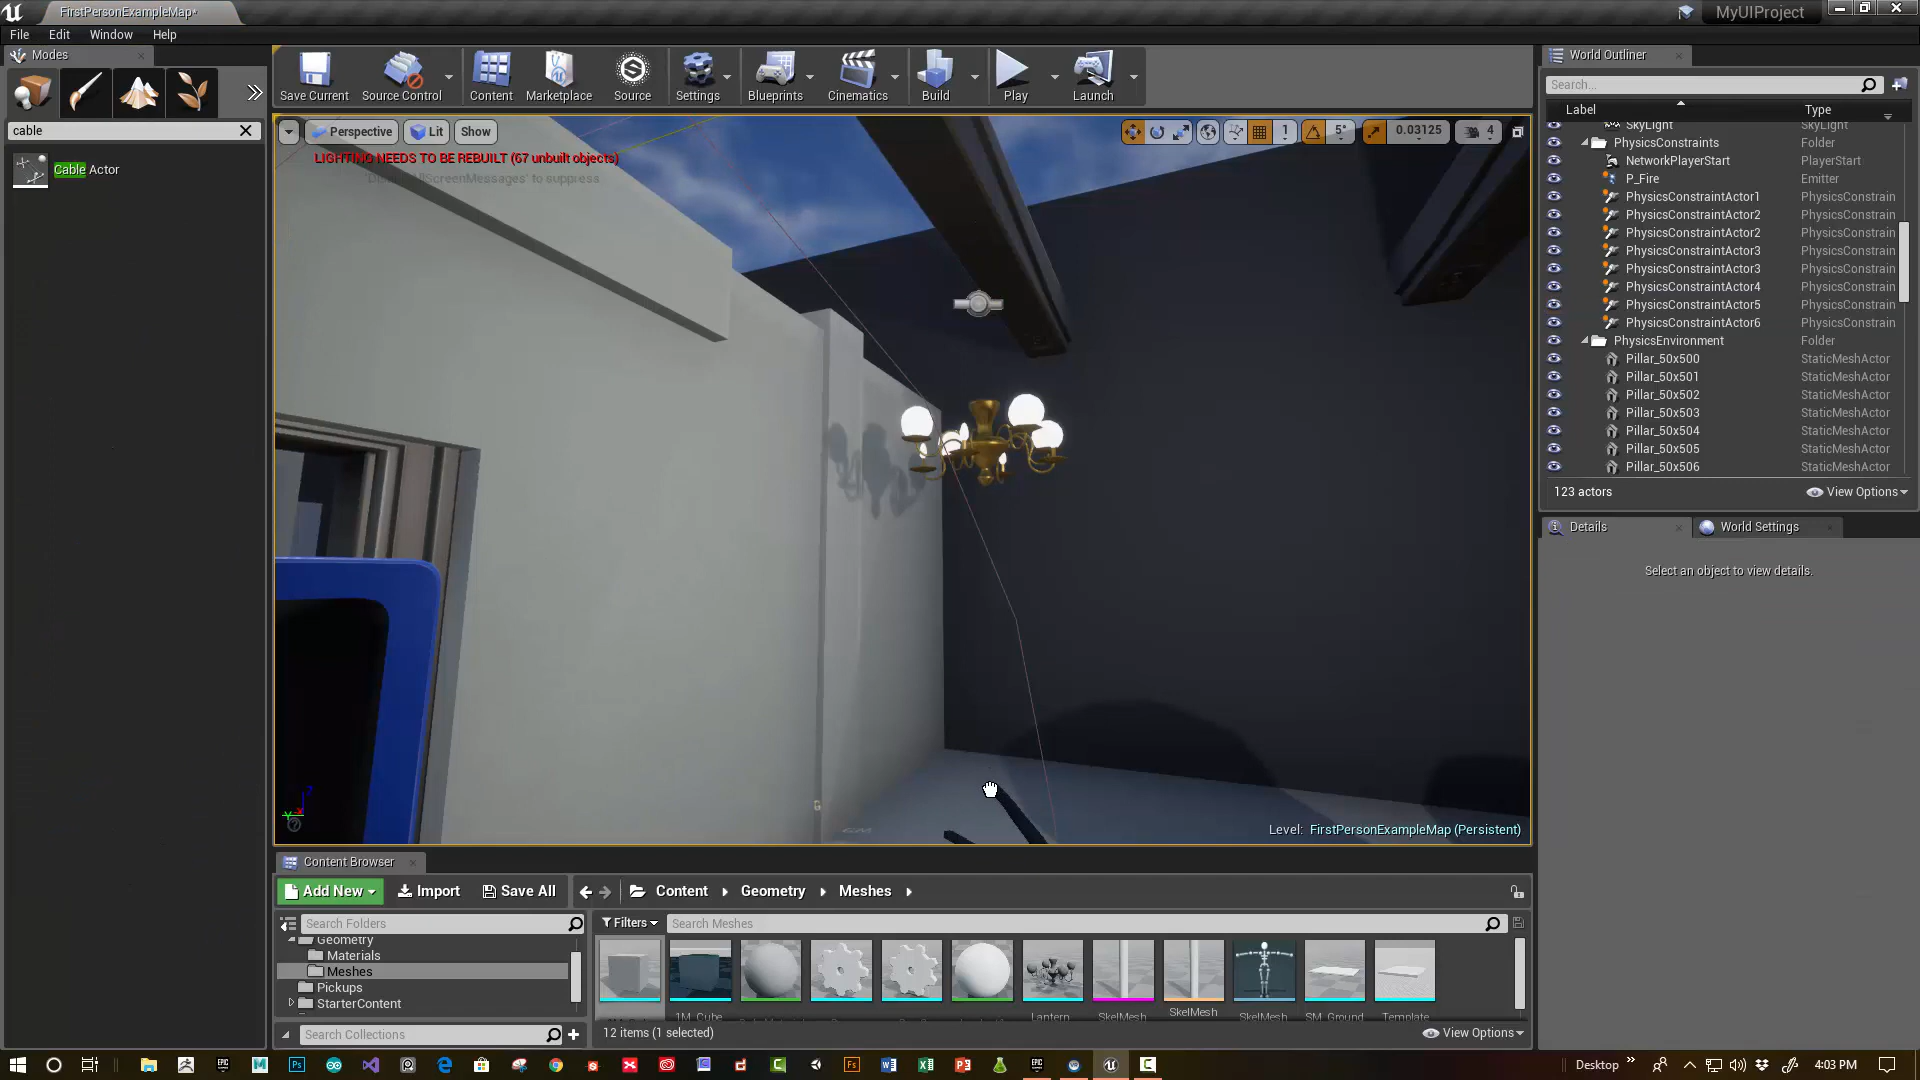 FirstPersonExampleMap*
MyUIProject
File Edit Window Help
Modes
cable
Cable Actor
Save Current
Source Control
Content
Marketplace
Source
Settings
Blueprints
Cinematics
Build
Play
Launch
Perspective
Lit
Show
1
5°
0.03125
4
LIGHTING NEEDS TO BE REBUILT (67 unbuilt objects)
AllScreenMessages' to suppress
Level: FirstPersonExampleMap (Persistent)
World Outliner
Search...
Label Type
SkyLight SkyLight
PhysicsConstraints Folder
NetworkPlayerStart PlayerStart
P_Fire Emitter
PhysicsConstraintActor1 PhysicsConstrain
PhysicsConstraintActor2 PhysicsConstrain
PhysicsConstraintActor2 PhysicsConstrain
PhysicsConstraintActor3 PhysicsConstrain
PhysicsConstraintActor3 PhysicsConstrain
PhysicsConstraintActor4 PhysicsConstrain
PhysicsConstraintActor5 PhysicsConstrain
PhysicsConstraintActor6 PhysicsConstrain
PhysicsEnvironment Folder
Pillar_50x500 StaticMeshActor
Pillar_50x501 StaticMeshActor
Pillar_50x502 StaticMeshActor
Pillar_50x503 StaticMeshActor
Pillar_50x504 StaticMeshActor
Pillar_50x505 StaticMeshActor
Pillar_50x506 StaticMeshActor
123 actors
View Options
Details
World Settings
Select an object to view details.
Content Browser
Add New
Import
Save All
Content
Geometry
Meshes
Search Folders
Geometry
Materials
Meshes
Pickups
StarterContent
Search Collections
Filters
Search Meshes
1M_Cube
Lantern
SkelMesh
SkelMesh
SkelMesh
SM_Ground
Template
12 items (1 selected)
View Options
Desktop
4:03 PM